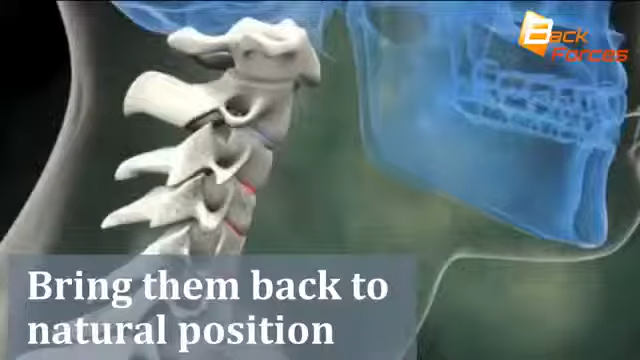 Back
Forces
Bring them back to
natural position